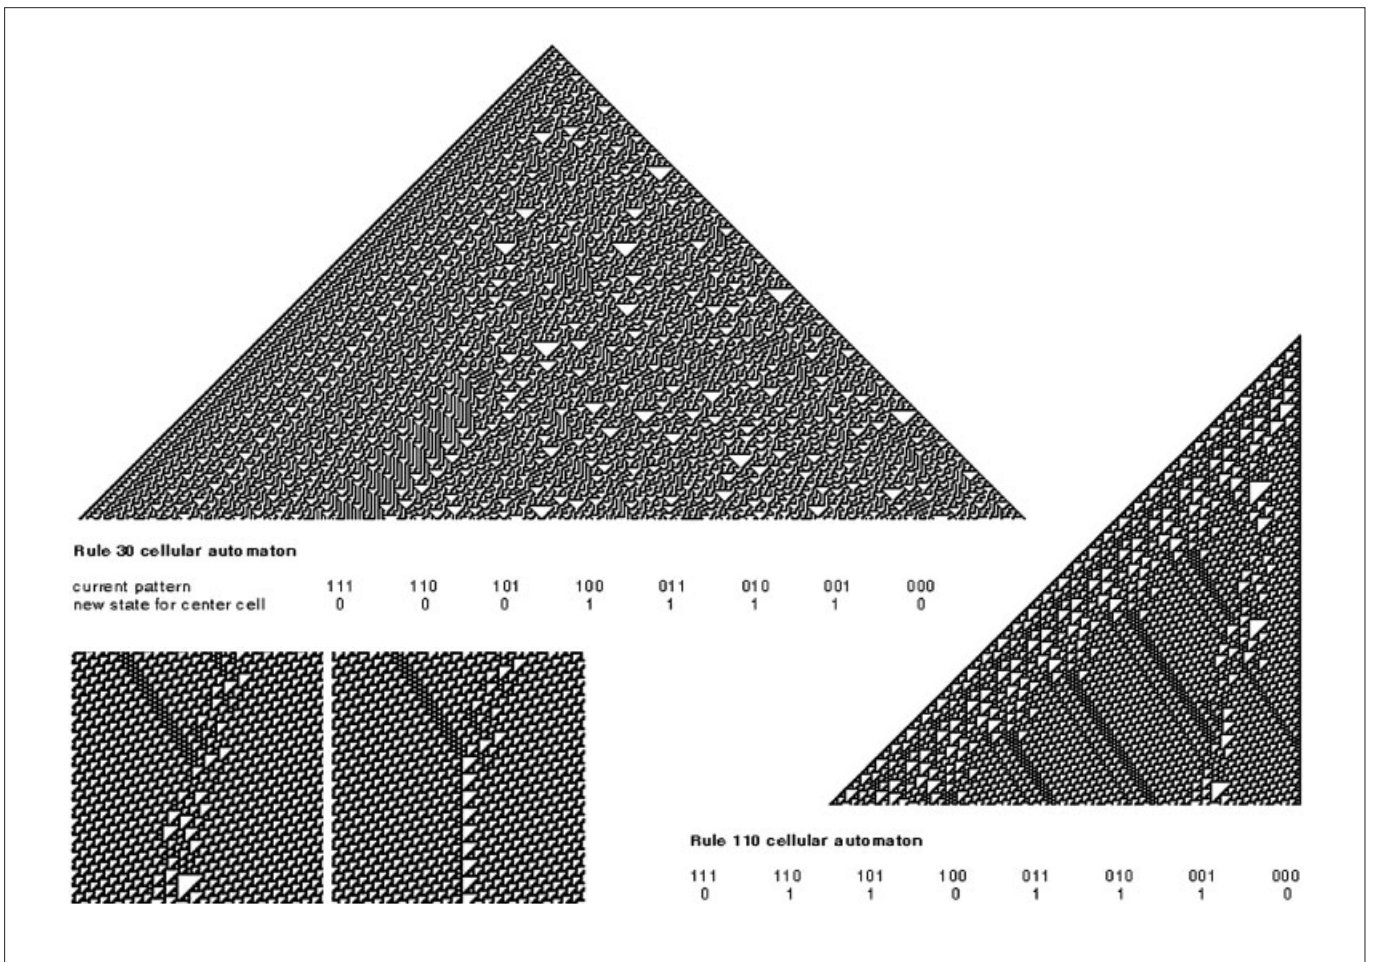 Rule 30 cellular automaton
current pattern 111 110 101 100 011 010 001 000
new state for center cell 0 0 0 1 1 1 1 0
Rule 110 cellular automaton
111 110 101 100 011 010 001 000
0 1 1 0 1 1 1 0